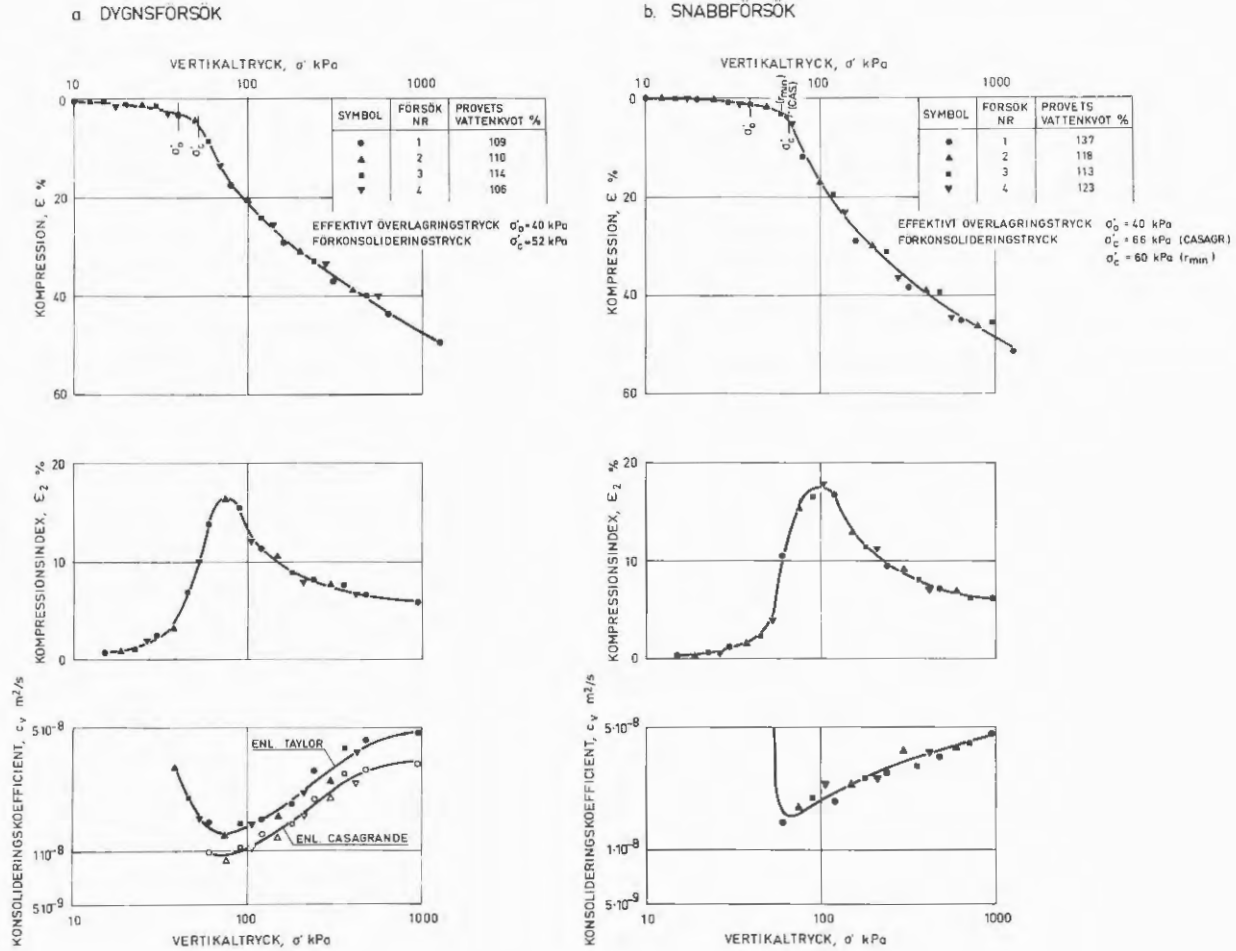 a DYGNSFÖRSÖK
VERTIKALTRYCK, σ' kPa
10 100 1000
0
20
40
60
KOMPRESSION, ε %
σ'o
σ'c
SYMBOL FÖRSÖK NR PROVETS VATTENKVOT %
● 1 109
▲ 2 110
■ 3 114
▼ 4 106
EFFEKTIVT ÖVERLAGRINGSTRYCK σ'o=40 kPa
FÖRKONSOLIDERINGSTRYCK σ'c=52 kPa
20
10
0
KOMPRESSIONSINDEX, ε2 %
5·10-8
1·10-8
5·10-9
KONSOLIDERINGSKOEFFICIENT, cv m2/s
ENL. TAYLOR
ENL. CASAGRANDE
10 100 1000
VERTIKALTRYCK, σ' kPa
b. SNABBFÖRSÖK
VERTIKALTRYCK, σ' kPa
10 100 1000
0
20
40
60
KOMPRESSION, ε %
σ'o
σ'c (rmin)
(CAS)
SYMBOL FÖRSÖK NR PROVETS VATTENKVOT %
● 1 137
▲ 2 118
■ 3 113
▼ 4 123
EFFEKTIVT ÖVERLAGRINGSTRYCK σ'o = 40 kPa
FÖRKONSOLIDERINGSTRYCK σ'c = 66 kPa (CASAGR)
σ'c = 60 kPa (rmin)
20
10
0
KOMPRESSIONSINDEX, ε2 %
5·10-8
1·10-8
5·10-9
KONSOLIDERINGSKOEFFICIENT, cv m2/s
10 100 1000
VERTIKALTRYCK, σ' kPa